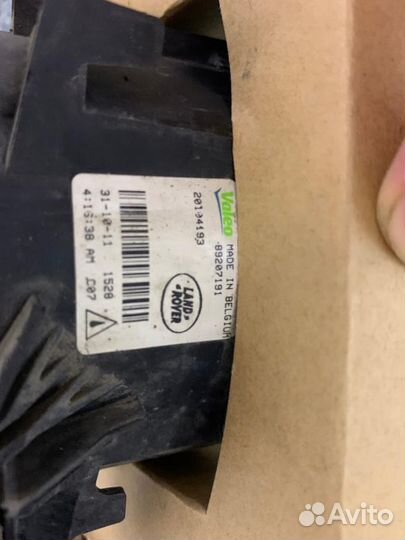 Valeo MADE IN BELGIUM
20104193 89207191
LAND-
ROVER
31-10-11 1528
4:16:38 AM C07
Avito